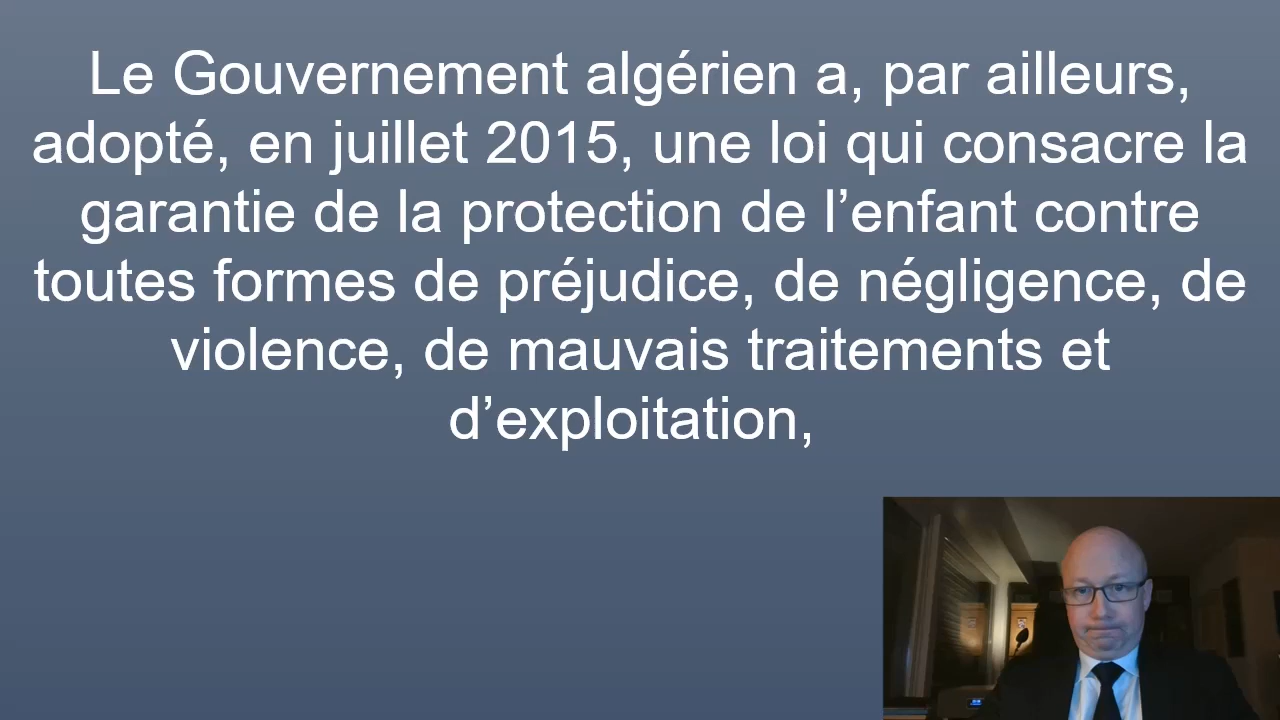 Le Gouvernement algérien a, par ailleurs,
adopté, en juillet 2015, une loi qui consacre la
garantie de la protection de l’enfant contre
toutes formes de préjudice, de négligence, de
violence, de mauvais traitements et
d’exploitation,